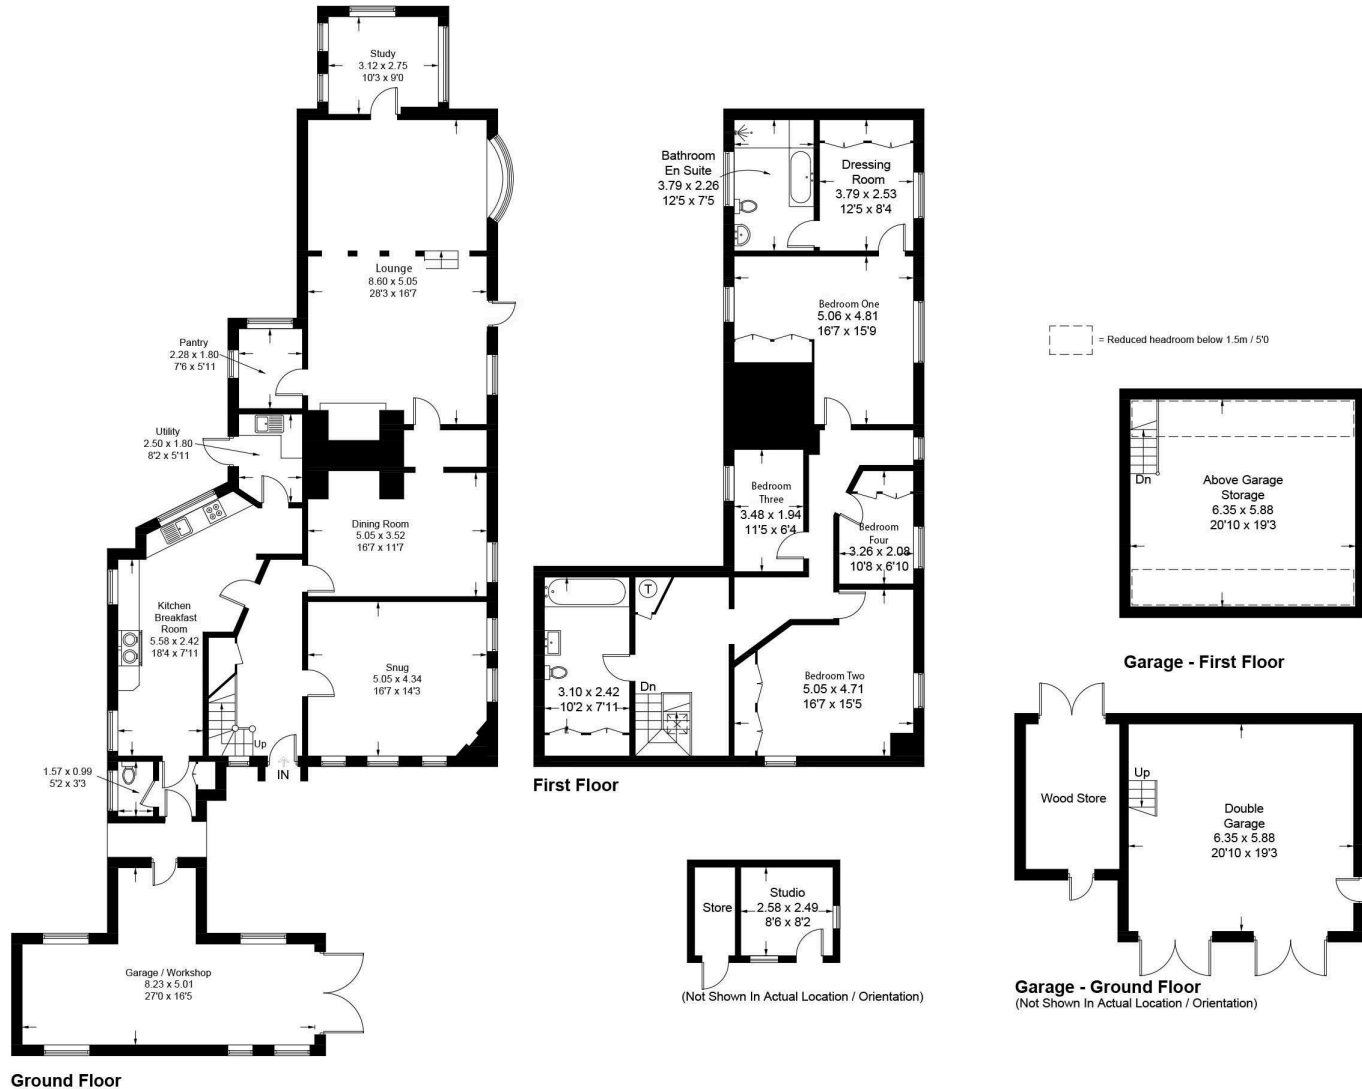 Study
3.12 x 2.75
10'3 x 9'0
Lounge
8.60 x 5.05
28'3 x 16'7
Pantry
2.28 x 1.80
7'6 x 5'11
Utility
2.50 x 1.80
8'2 x 5'11
Dining Room
5.05 x 3.52
16'7 x 11'7
Kitchen
Breakfast
Room
5.58 x 2.42
18'4 x 7'11
Snug
5.05 x 4.34
16'7 x 14'3
Up
IN
1.57 x 0.99
5'2 x 3'3
Garage / Workshop
8.23 x 5.01
27'0 x 16'5
Ground Floor
Bathroom
En Suite
3.79 x 2.26
12'5 x 7'5
Dressing
Room
3.79 x 2.53
12'5 x 8'4
Bedroom One
5.06 x 4.81
16'7 x 15'9
Bedroom
Three
3.48 x 1.94
11'5 x 6'4
Bedroom
Four
3.26 x 2.08
10'8 x 6'10
T
3.10 x 2.42
10'2 x 7'11
Dn
Bedroom Two
5.05 x 4.71
16'7 x 15'5
First Floor
Store
Studio
2.58 x 2.49
8'6 x 8'2
(Not Shown In Actual Location / Orientation)
= Reduced headroom below 1.5m / 5'0
Dn
Above Garage
Storage
6.35 x 5.88
20'10 x 19'3
Garage - First Floor
Wood Store
Up
Double
Garage
6.35 x 5.88
20'10 x 19'3
Garage - Ground Floor
(Not Shown In Actual Location / Orientation)